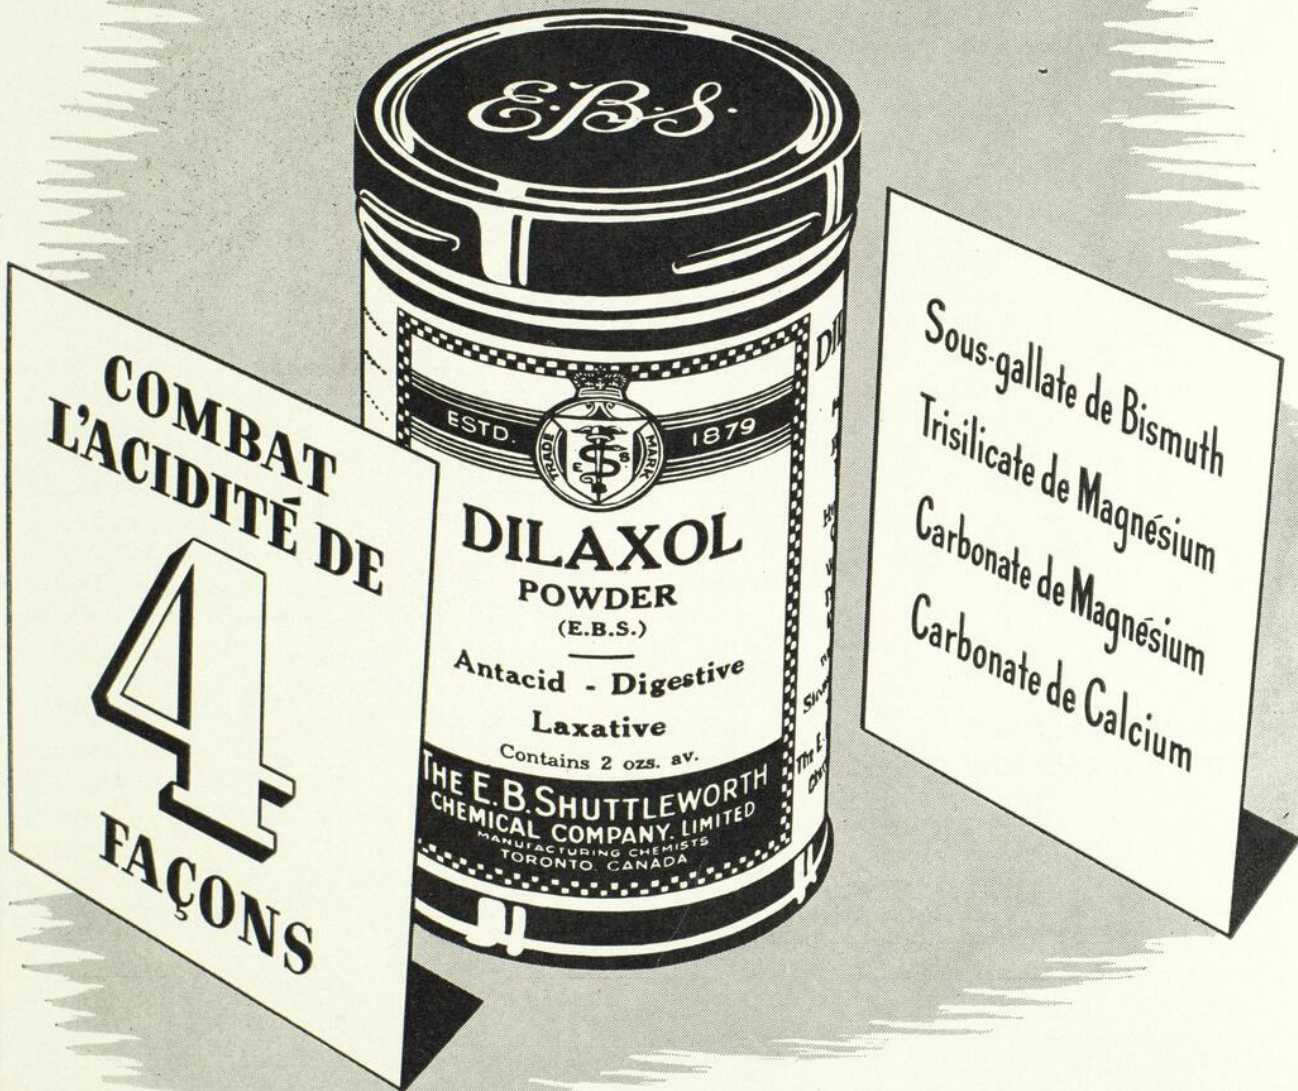 E.B.S.
COMBAT
L'ACIDITÉ DE
4
FAÇONS
ESTD. 1879
TRADE MARK
E B S
DILAXOL
POWDER
(E.B.S.)
Antacid - Digestive
Laxative
Contains 2 ozs. av.
THE E.B. SHUTTLEWORTH
CHEMICAL COMPANY. LIMITED
MANUFACTURING CHEMISTS
TORONTO. CANADA
Sous-gallate de Bismuth
Trisilicate de Magnésium
Carbonate de Magnésium
Carbonate de Calcium